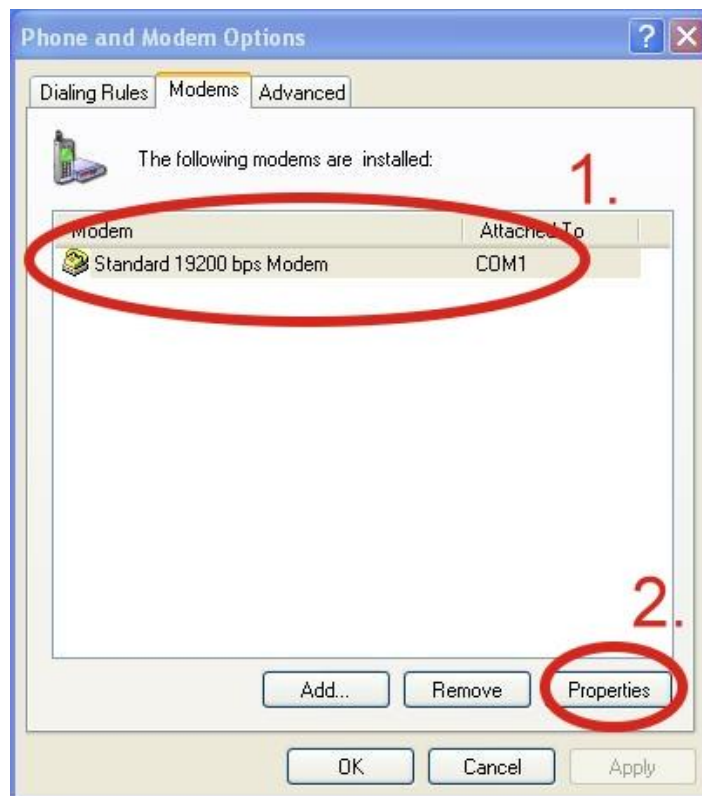 Phone and Modem Options
Dialing Rules Modems Advanced
The following modems are installed:
1.
Modem Attached To
Standard 19200 bps Modem COM1
2.
Add... Remove Properties
OK Cancel Apply